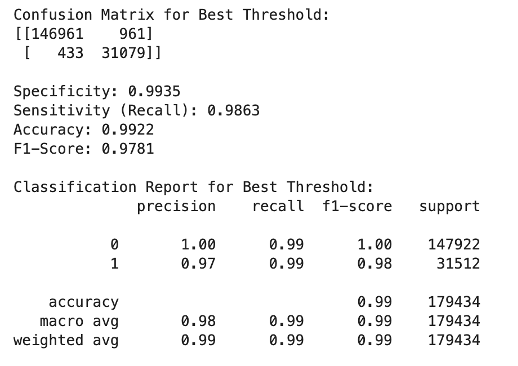 Confusion Matrix for Best Threshold:
[[146961    961]
 [   433  31079]]
Specificity: 0.9935
Sensitivity (Recall): 0.9863
Accuracy: 0.9922
F1-Score: 0.9781
Classification Report for Best Threshold:
              precision    recall  f1-score   support
           0       1.00      0.99      1.00    147922
           1       0.97      0.99      0.98     31512
    accuracy                           0.99    179434
   macro avg       0.98      0.99      0.99    179434
weighted avg       0.99      0.99      0.99    179434